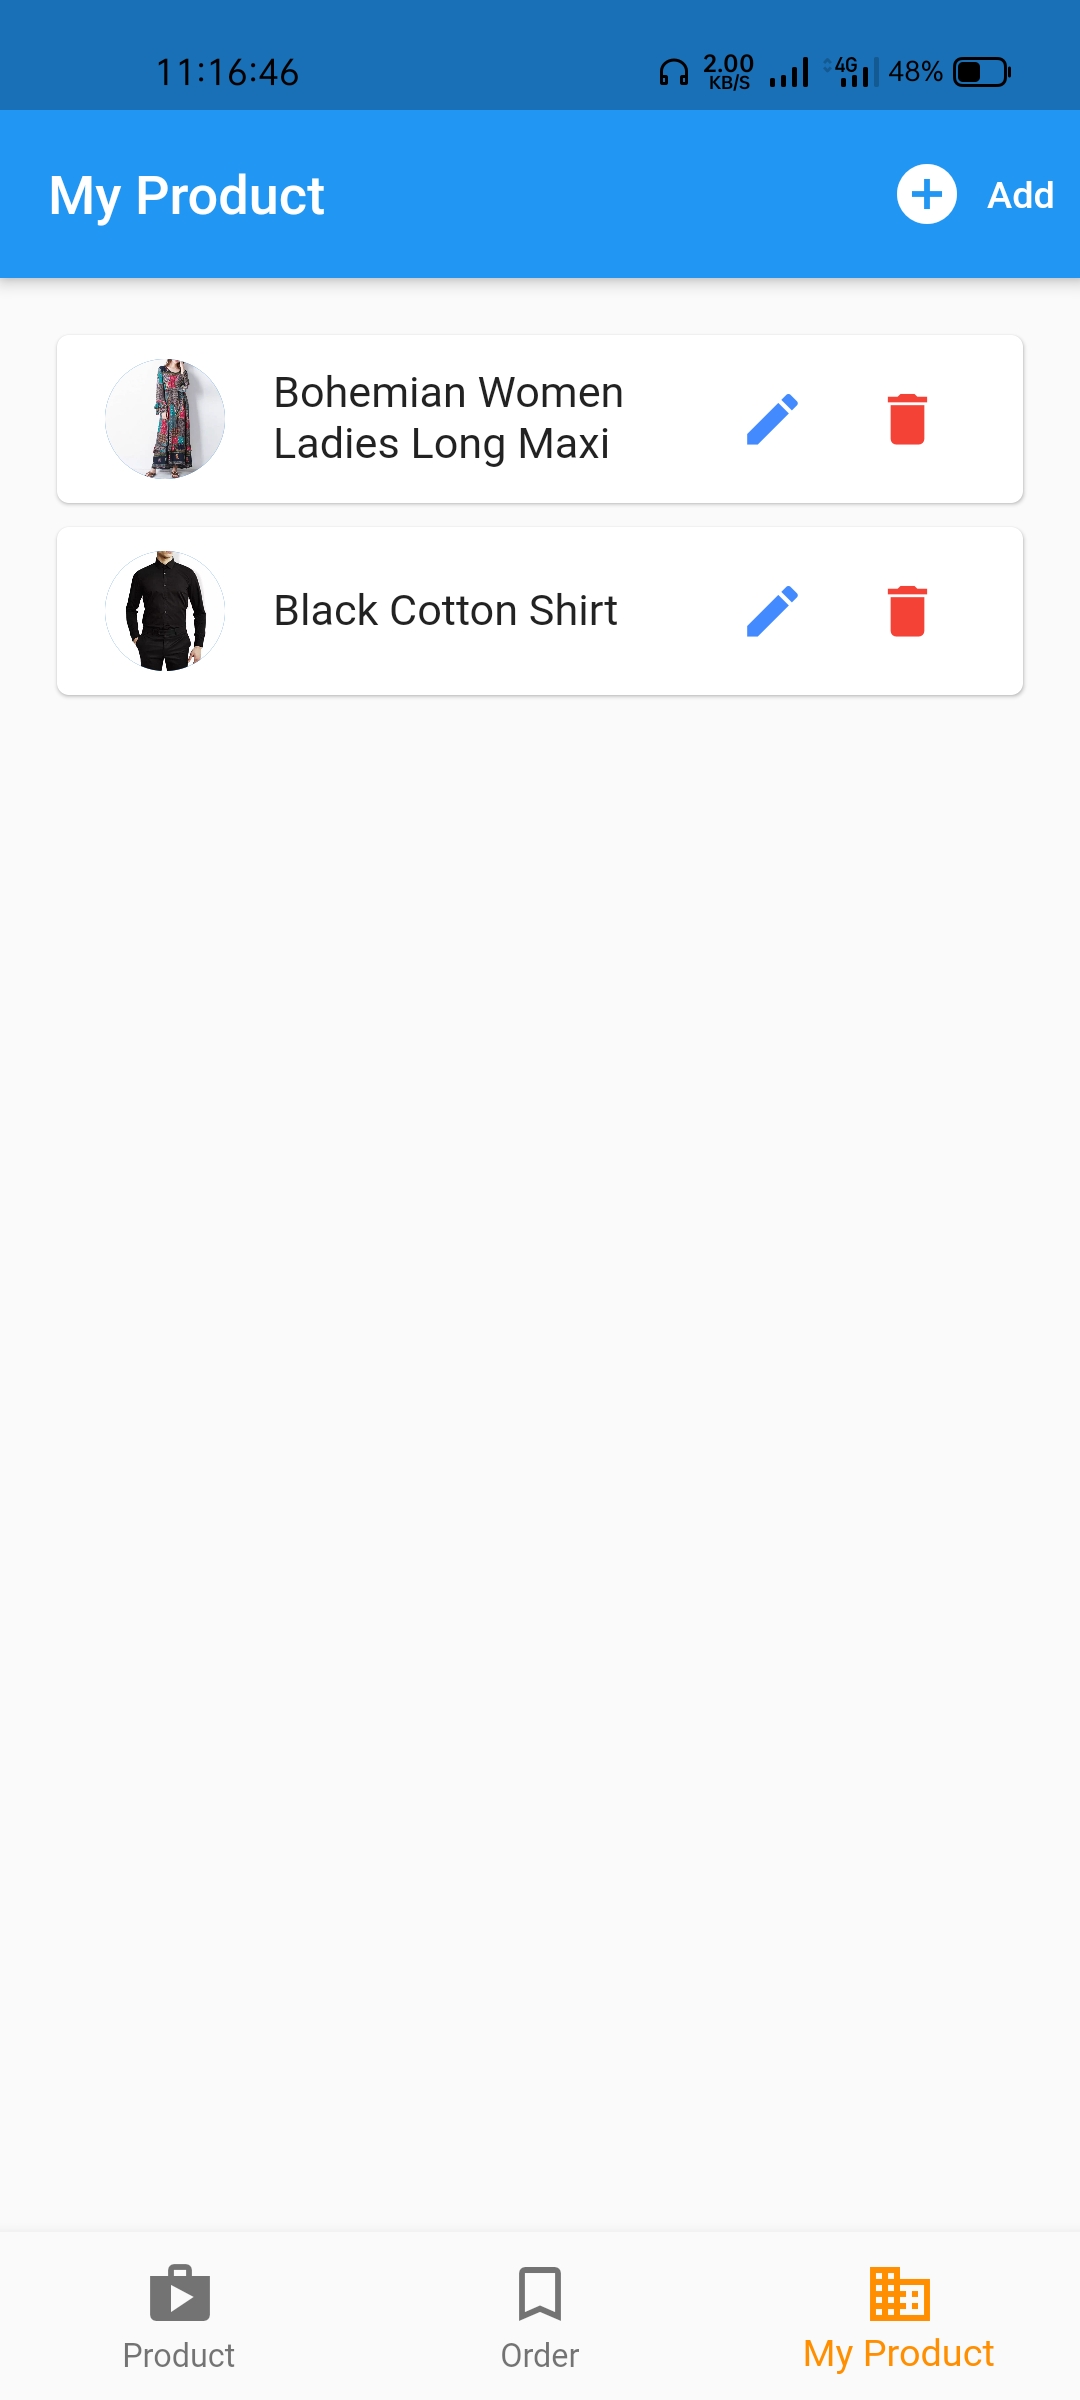 11:16:46
2.00
KB/S
4G
48%
My Product
Add
Bohemian Women
Ladies Long Maxi
Black Cotton Shirt
Product
Order
My Product